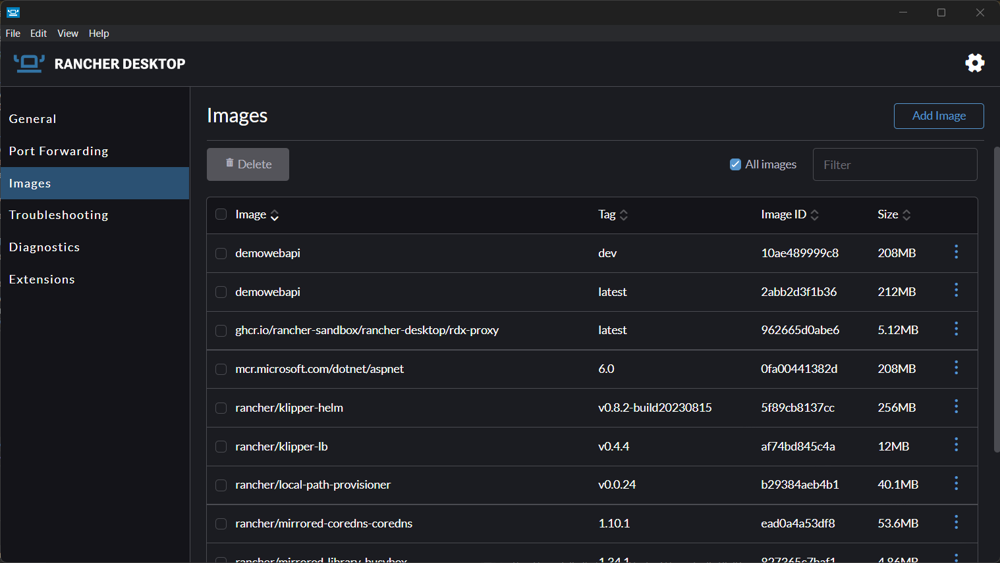 File Edit View Help
RANCHER DESKTOP
General
Port Forwarding
Images
Troubleshooting
Diagnostics
Extensions
Images
Add Image
Delete All images Filter
Image Tag Image ID Size
demowebapi dev 10ae489999c8 208MB
demowebapi latest 2abb2d3f1b36 212MB
ghcr.io/rancher-sandbox/rancher-desktop/rdx-proxy latest 962665d0abe6 5.12MB
mcr.microsoft.com/dotnet/aspnet 6.0 0fa00441382d 208MB
rancher/klipper-helm v0.8.2-build20230815 5f89cb8137cc 256MB
rancher/klipper-lb v0.4.4 af74bd845c4a 12MB
rancher/local-path-provisioner v0.0.24 b29384aeb4b1 40.1MB
rancher/mirrored-coredns-coredns 1.10.1 ead0a4a53df8 53.6MB
rancher/mirrored-library-busybox 1.34.1 827365c7baf1 4.86MB